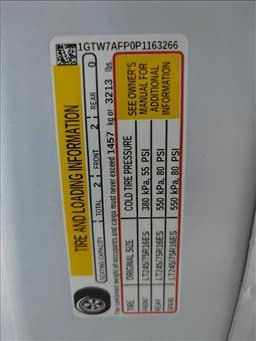 1GTW7AFP0P1163266
TIRE AND LOADING INFORMATION
SEATING CAPACITY TOTAL 2 FRONT 2 REAR 0
The combined weight of occupants and cargo must never exceed 1457 kg or 3213 lbs.
TIRE ORIGINAL SIZE COLD TIRE PRESSURE SEE OWNER'S MANUAL FOR ADDITIONAL INFORMATION
FRONT LT245/75R16ES 380 kPa, 55 PSI
REAR LT245/75R16ES 550 kPa, 80 PSI
SPARE LT245/75R16ES 550 kPa, 80 PSI